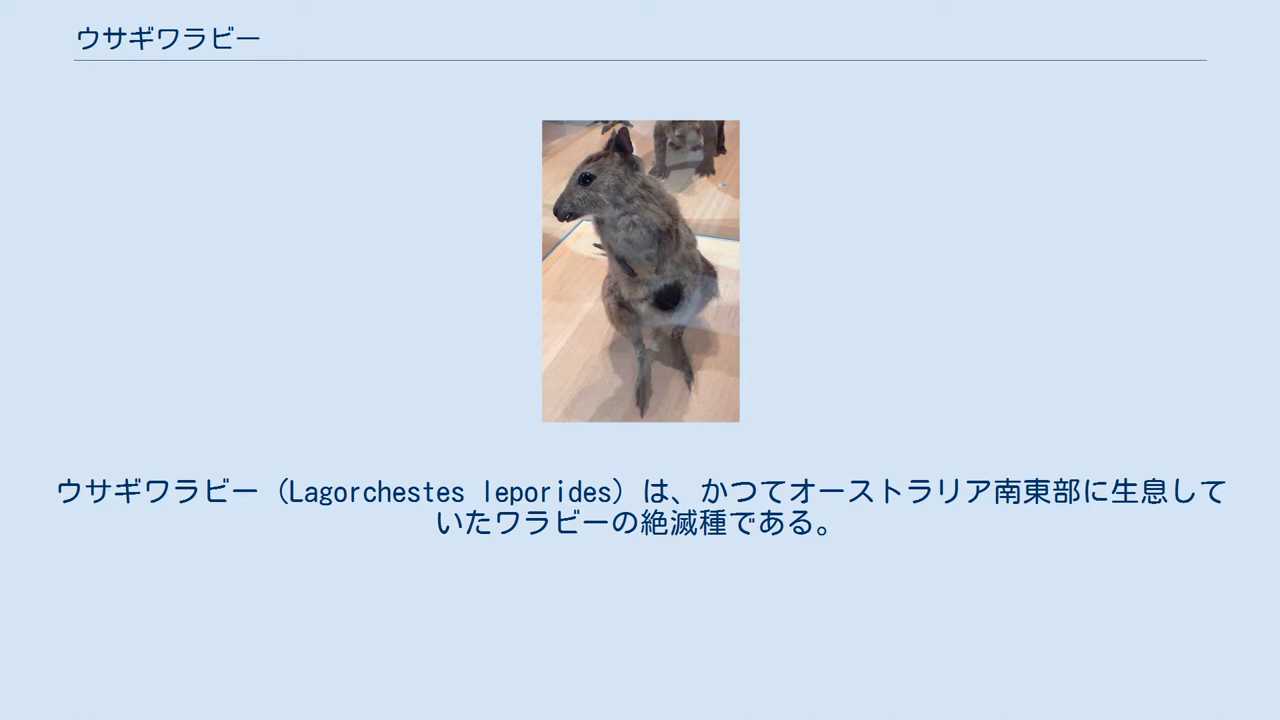 ウサギワラビー
ウサギワラビー（Lagorchestes leporides）は、かつてオーストラリア南東部に生息して
いたワラビーの絶滅種である。